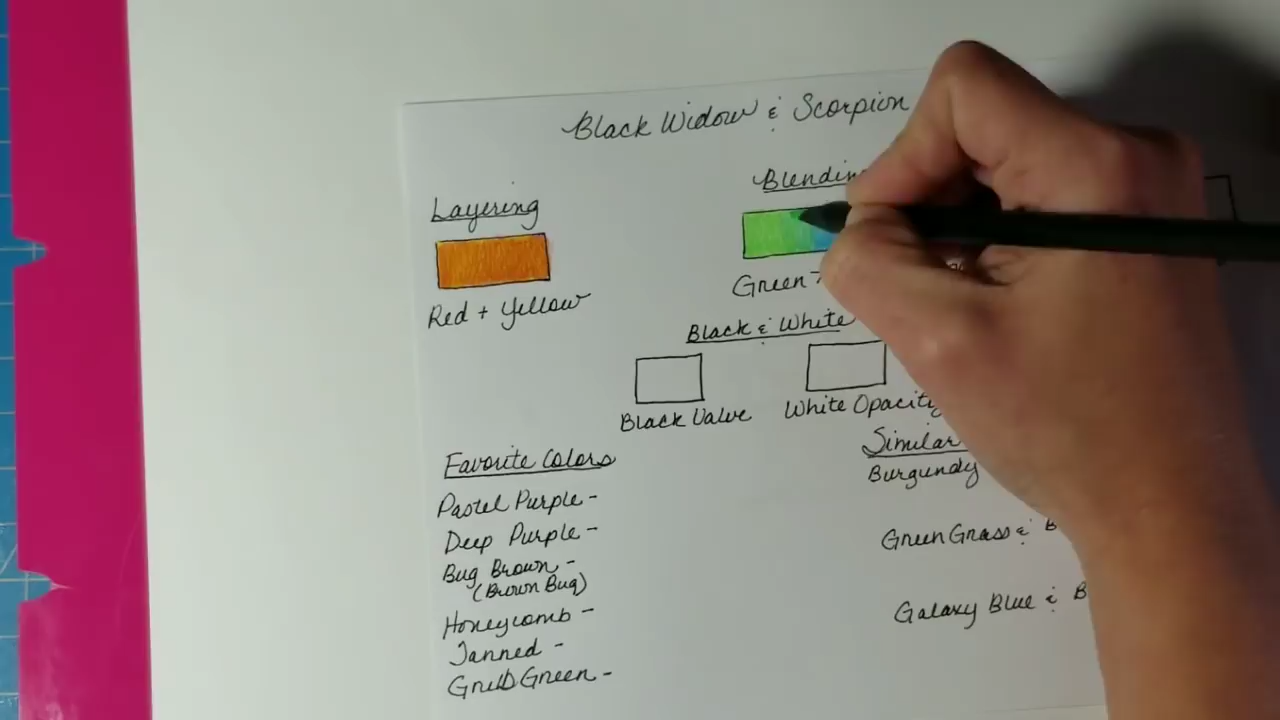 Black Widow & Scorpion
Layering
Blendin
Red + Yellow
Green
Black & White
Black Value
White Opacity
Favorite Colors
Similar
Pastel Purple -
Burgundy
Deep Purple -
Green Grass & B
Bug Brown -
(Brown Bug)
Galaxy Blue & B
Honeycomb -
Tanned -
Green -